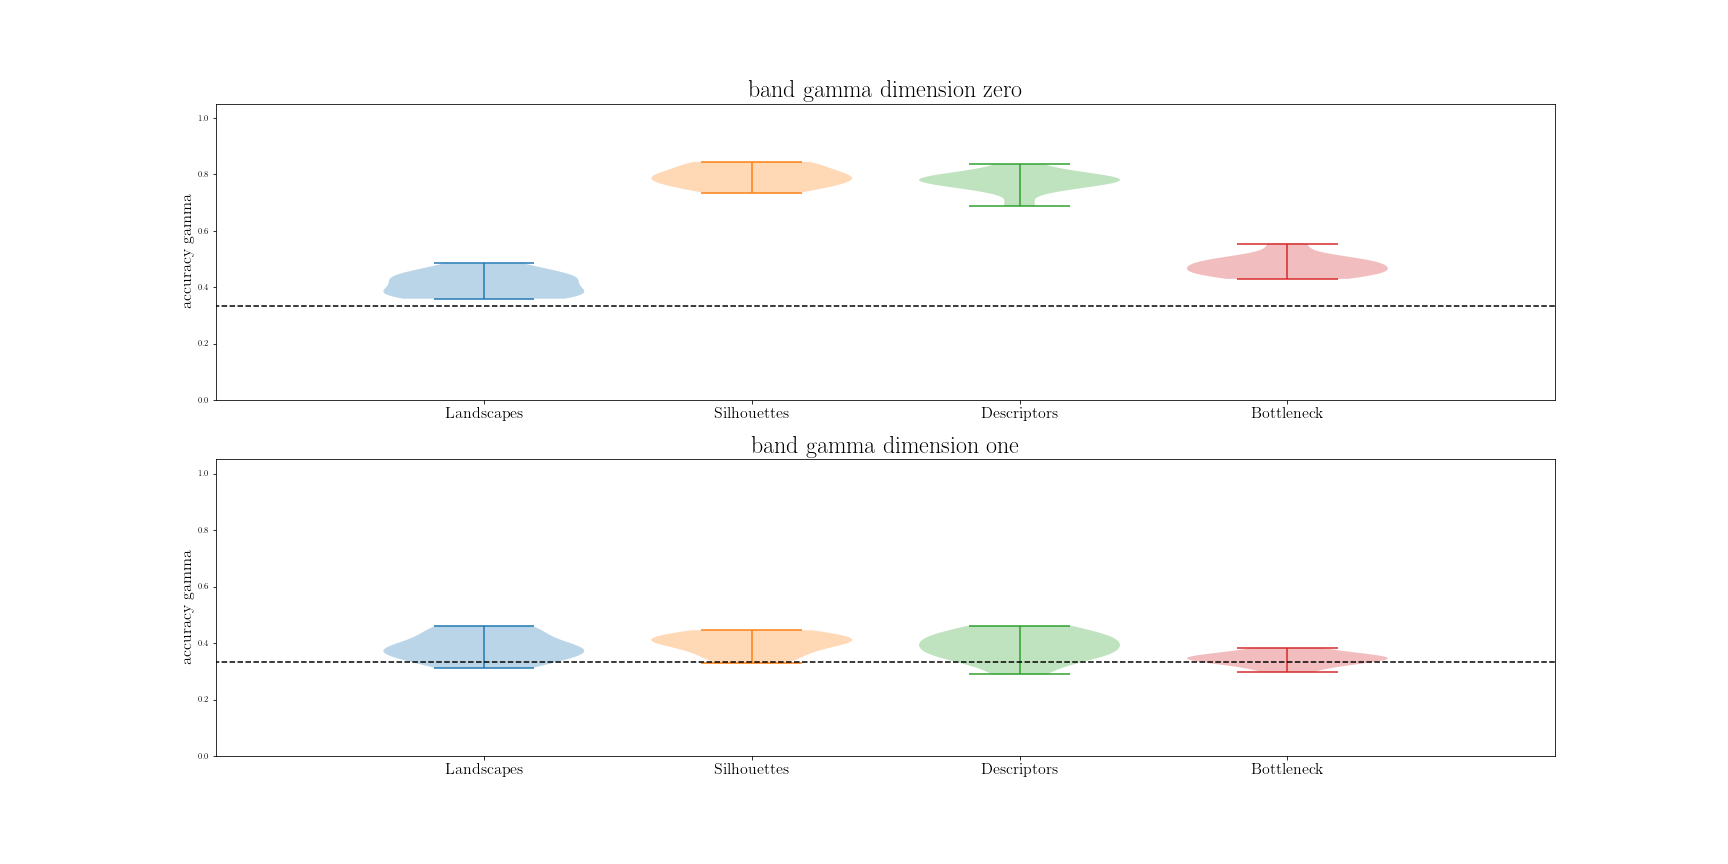 band gamma dimension zero
accuracy gamma
1.0
0.8
0.6
0.4
0.2
0.0
Landscapes Silhouettes Descriptors Bottleneck
band gamma dimension one
accuracy gamma
1.0
0.8
0.6
0.4
0.2
0.0
Landscapes Silhouettes Descriptors Bottleneck